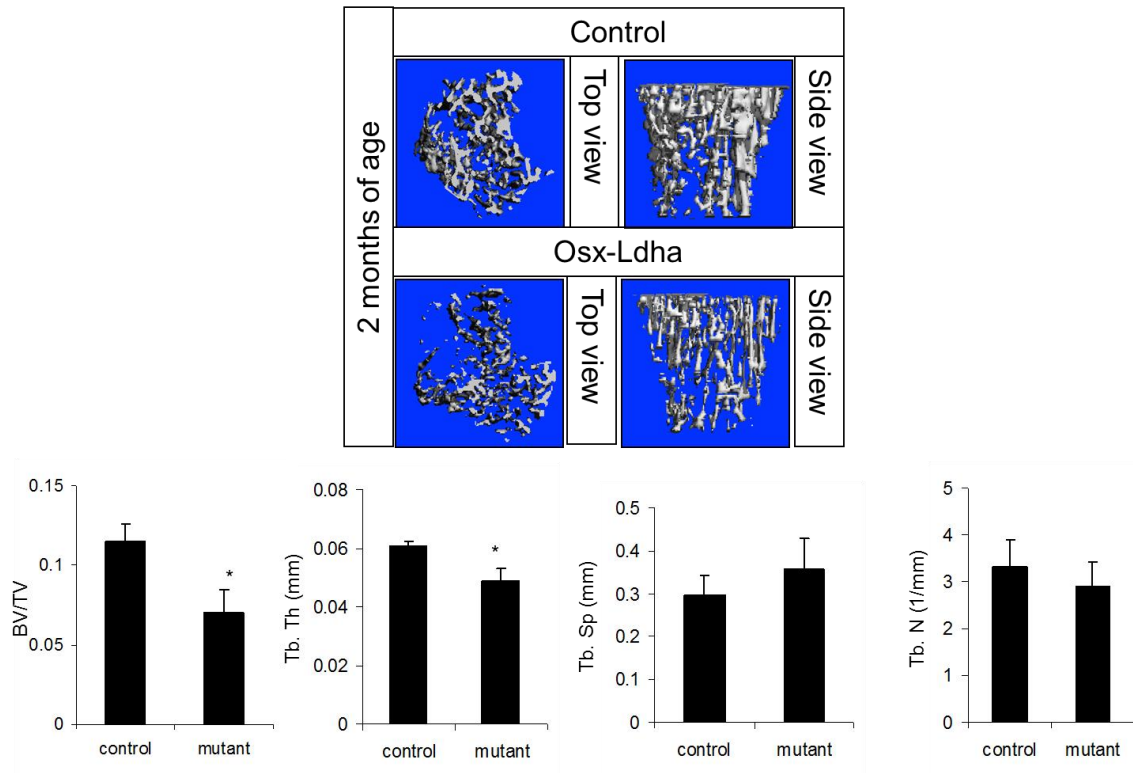 Control
2 months of age
Top view
Side view
Osx-Ldha
Top view
Side view
0.15
0.1
0.05
0
BV/TV
*
control
mutant
0.08
0.06
0.04
0.02
0
Tb. Th (mm)
*
control
mutant
0.5
0.4
0.3
0.2
0.1
0
Tb. Sp (mm)
control
mutant
5
4
3
2
1
0
Tb. N (1/mm)
control
mutant